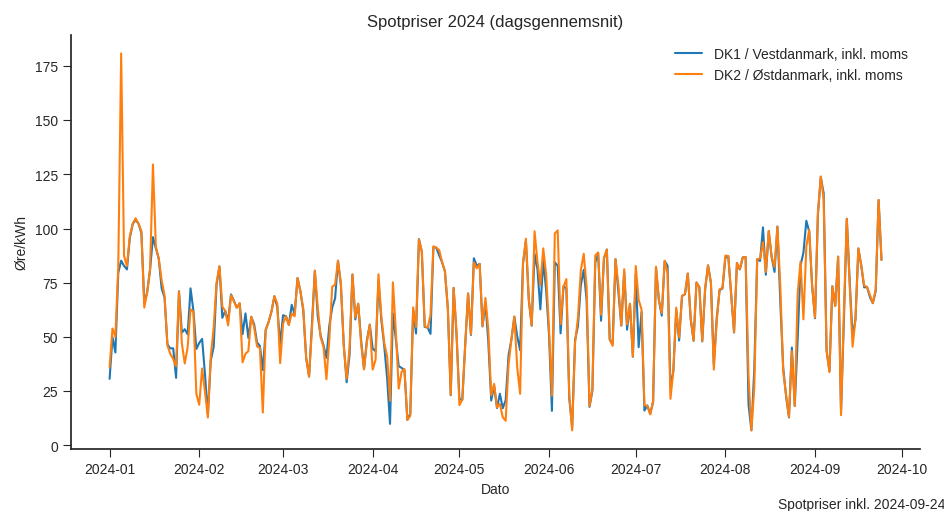 Spotpriser 2024 (dagsgennemsnit)
DK1 / Vestdanmark, inkl. moms
DK2 / Østdanmark, inkl. moms
Øre/kWh
175
150
125
100
75
50
25
0
2024-01 2024-02 2024-03 2024-04 2024-05 2024-06 2024-07 2024-08 2024-09 2024-10
Dato
Spotpriser inkl. 2024-09-24